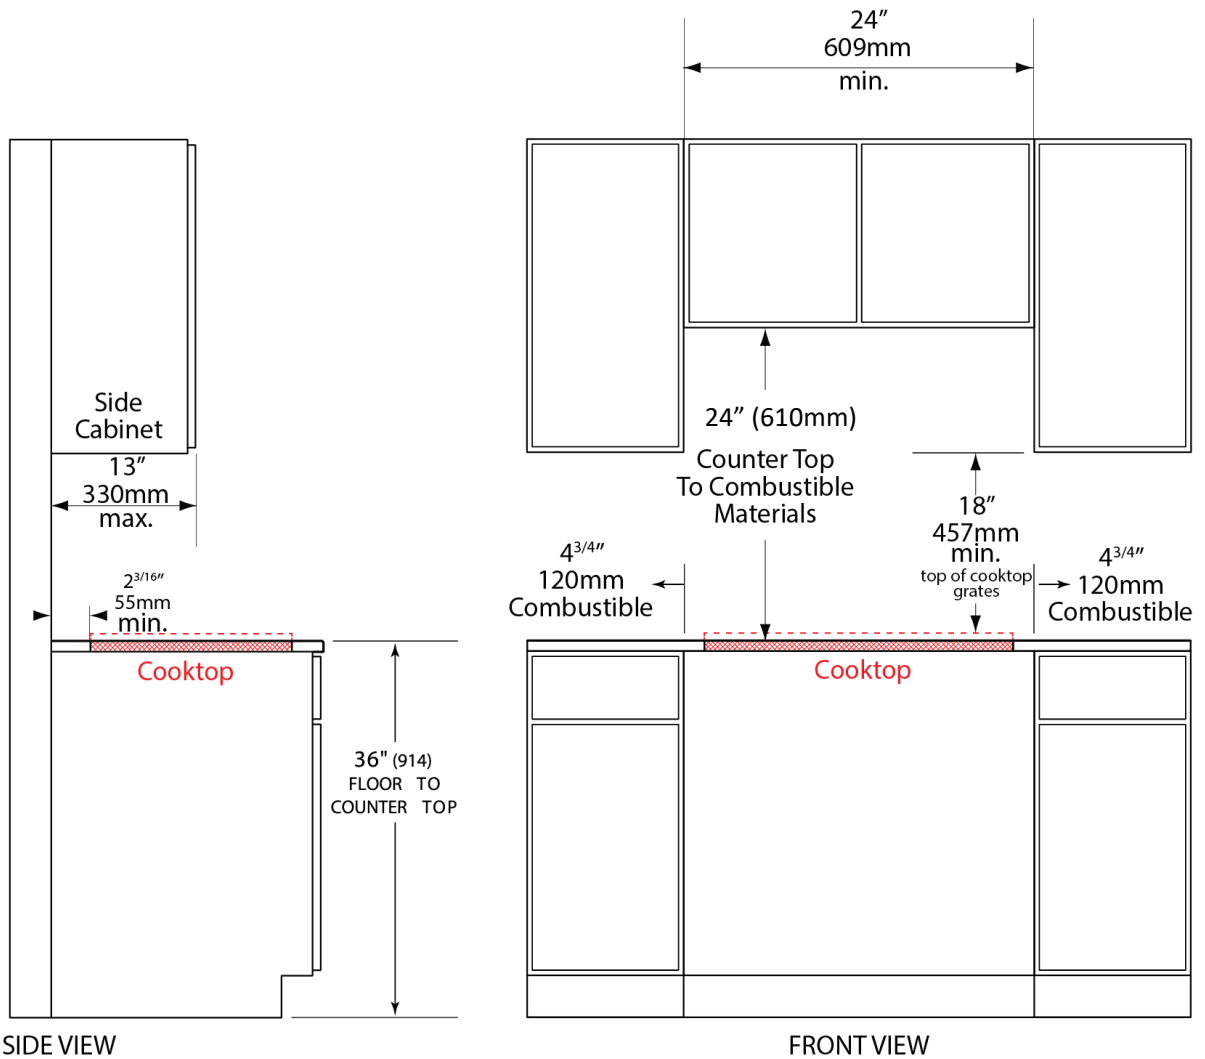 24″
609mm
min.
Side
Cabinet
13″
330mm
max.
2 3/16″
55mm
min.
Cooktop
36" (914)
FLOOR TO
COUNTER TOP
SIDE VIEW
24” (610mm)
Counter Top
To Combustible
Materials
18″
457mm
min.
top of cooktop
grates
4 3/4″
120mm
Combustible
4 3/4″
120mm
Combustible
Cooktop
FRONT VIEW